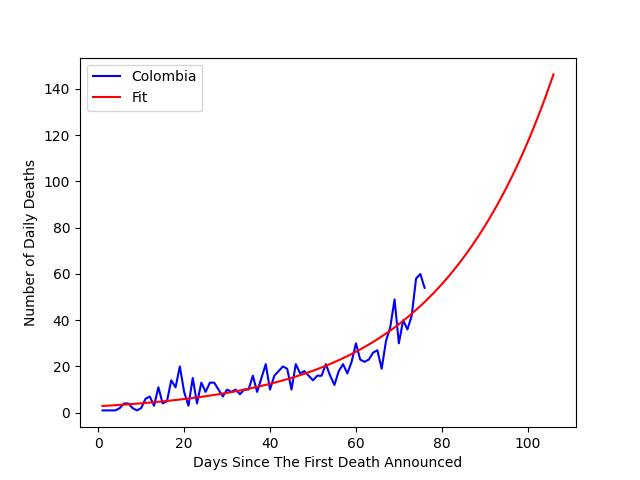 Colombia
Fit
140
120
100
80
60
40
20
0
Number of Daily Deaths
0 20 40 60 80 100
Days Since The First Death Announced